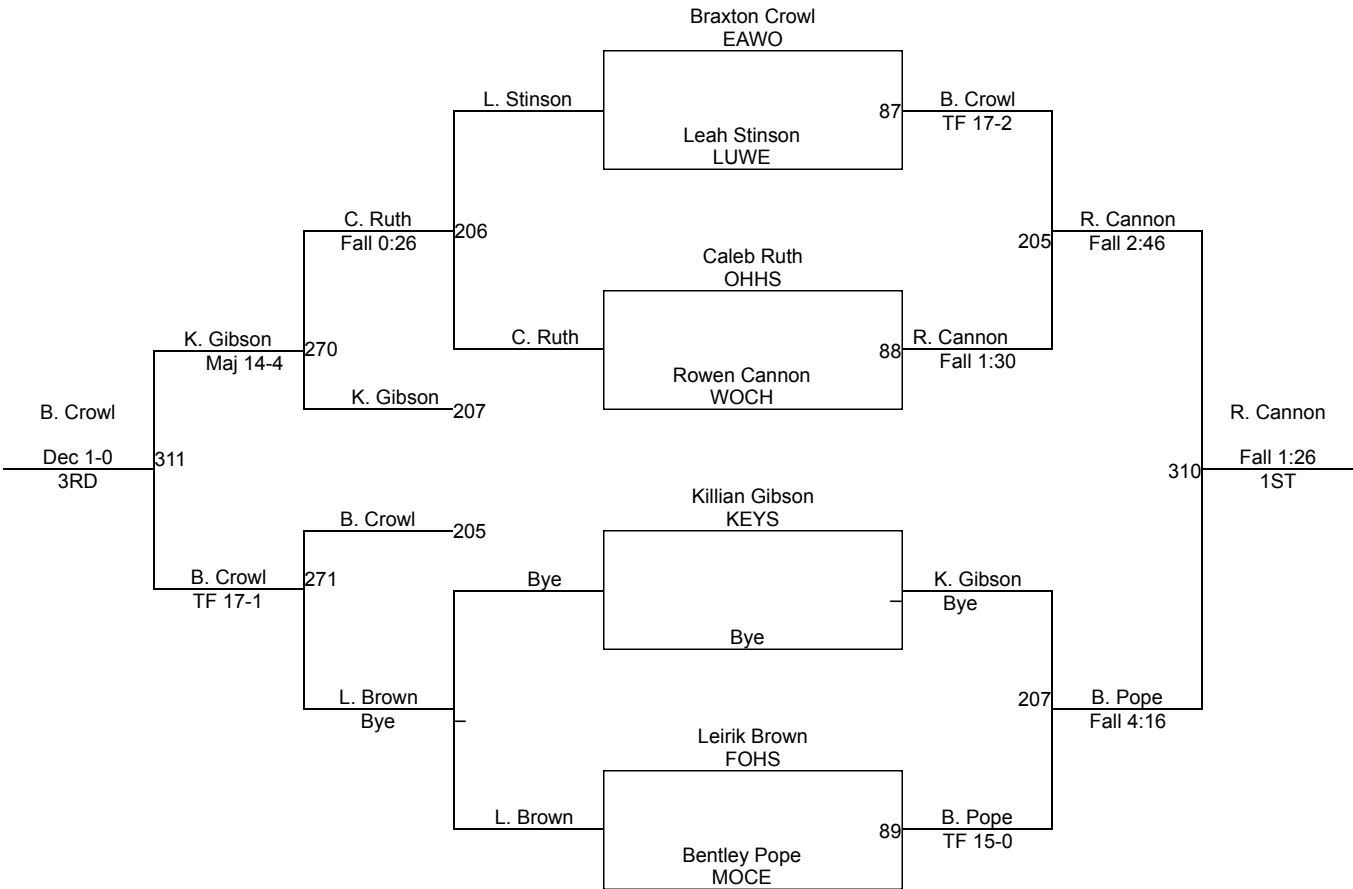 Braxton Crowl
EAWO
L. Stinson
87
B. Crowl
TF 17-2
Leah Stinson
LUWE
C. Ruth
Fall 0:26
206
205
R. Cannon
Fall 2:46
Caleb Ruth
OHHS
K. Gibson
Maj 14-4
270
C. Ruth
88
R. Cannon
Fall 1:30
Rowen Cannon
WOCH
K. Gibson
207
B. Crowl
Dec 1-0
3RD
311
R. Cannon
Fall 1:26
1ST
310
Killian Gibson
KEYS
B. Crowl
205
B. Crowl
TF 17-1
271
Bye
K. Gibson
Bye
Bye
L. Brown
Bye
207
B. Pope
Fall 4:16
Leirik Brown
FOHS
L. Brown
89
B. Pope
TF 15-0
Bentley Pope
MOCE